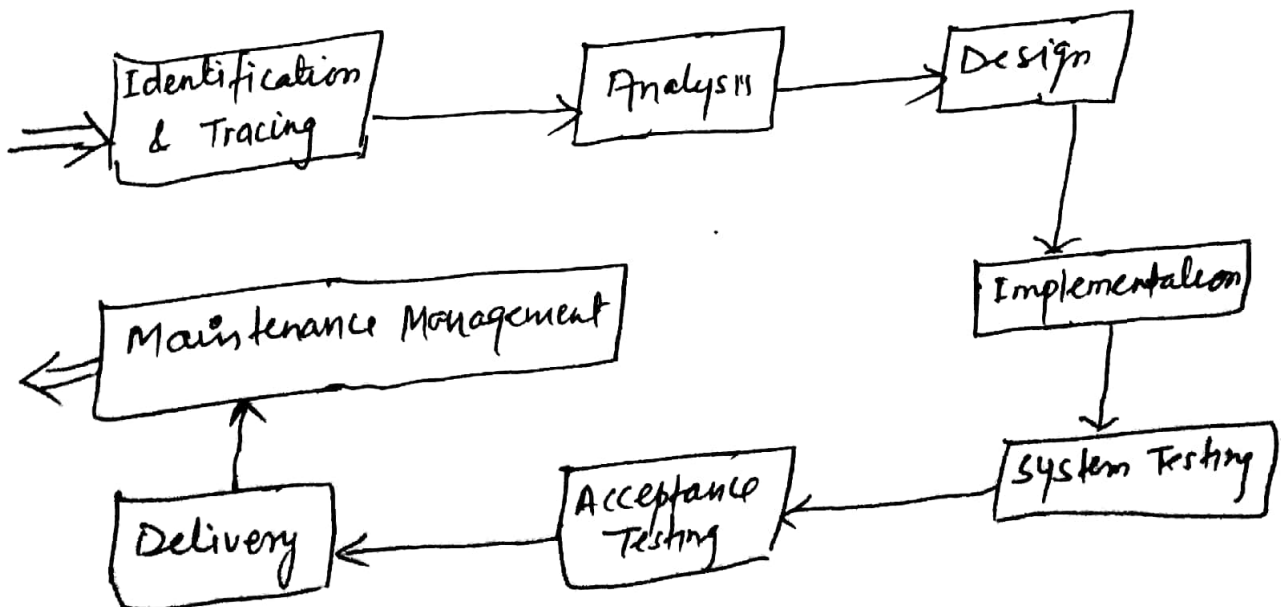 Identification
& Tracing
Analysis
Design
Implementation
System Testing
Acceptance
Testing
Delivery
Maintenance Management